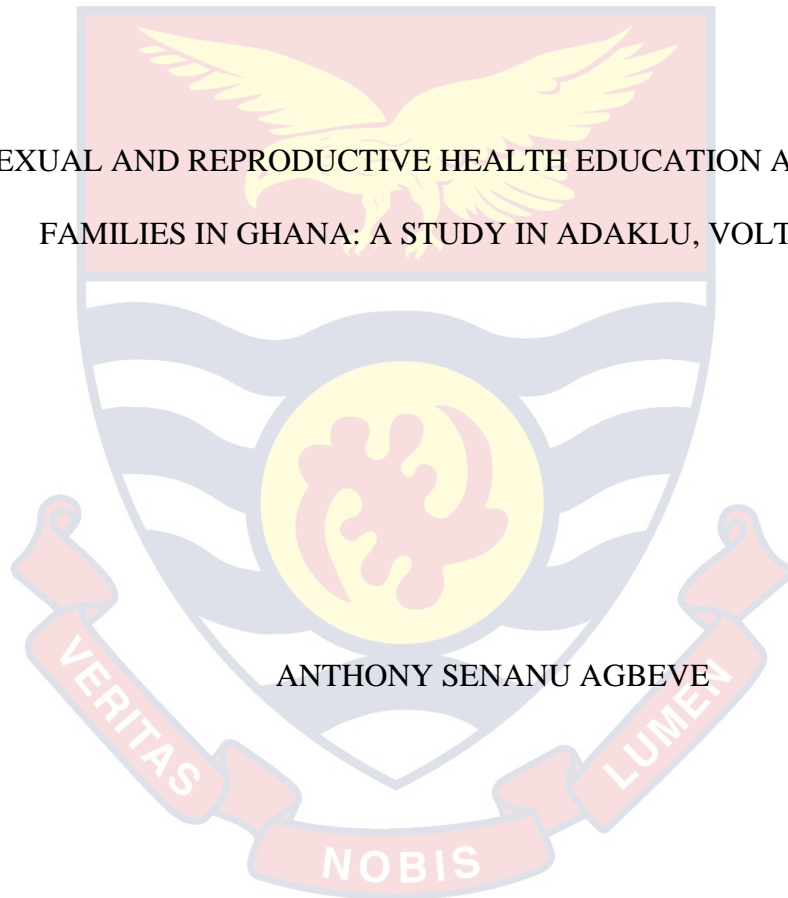 EXUAL AND REPRODUCTIVE HEALTH EDUCATION A
FAMILIES IN GHANA: A STUDY IN ADAKLU, VOLT
ANTHONY SENANU AGBEVE
VERITAS
NOBIS
LUMEN